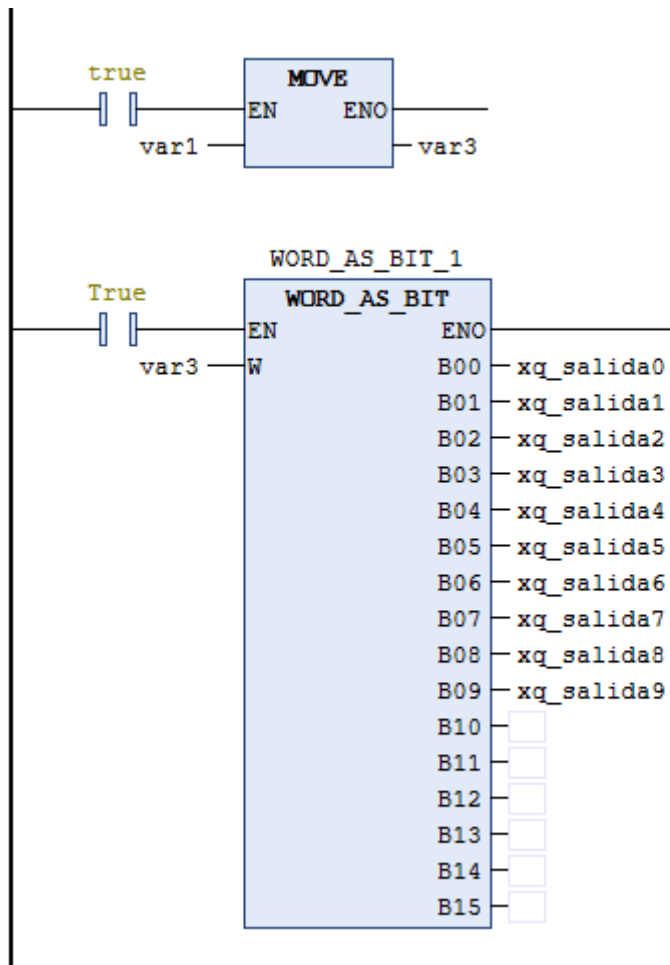 true
MOVE
EN ENO
var1 var3
WORD_AS_BIT_1
True
WORD_AS_BIT
EN ENO
var3 W B00 xq_salida0
B01 xq_salida1
B02 xq_salida2
B03 xq_salida3
B04 xq_salida4
B05 xq_salida5
B06 xq_salida6
B07 xq_salida7
B08 xq_salida8
B09 xq_salida9
B10
B11
B12
B13
B14
B15